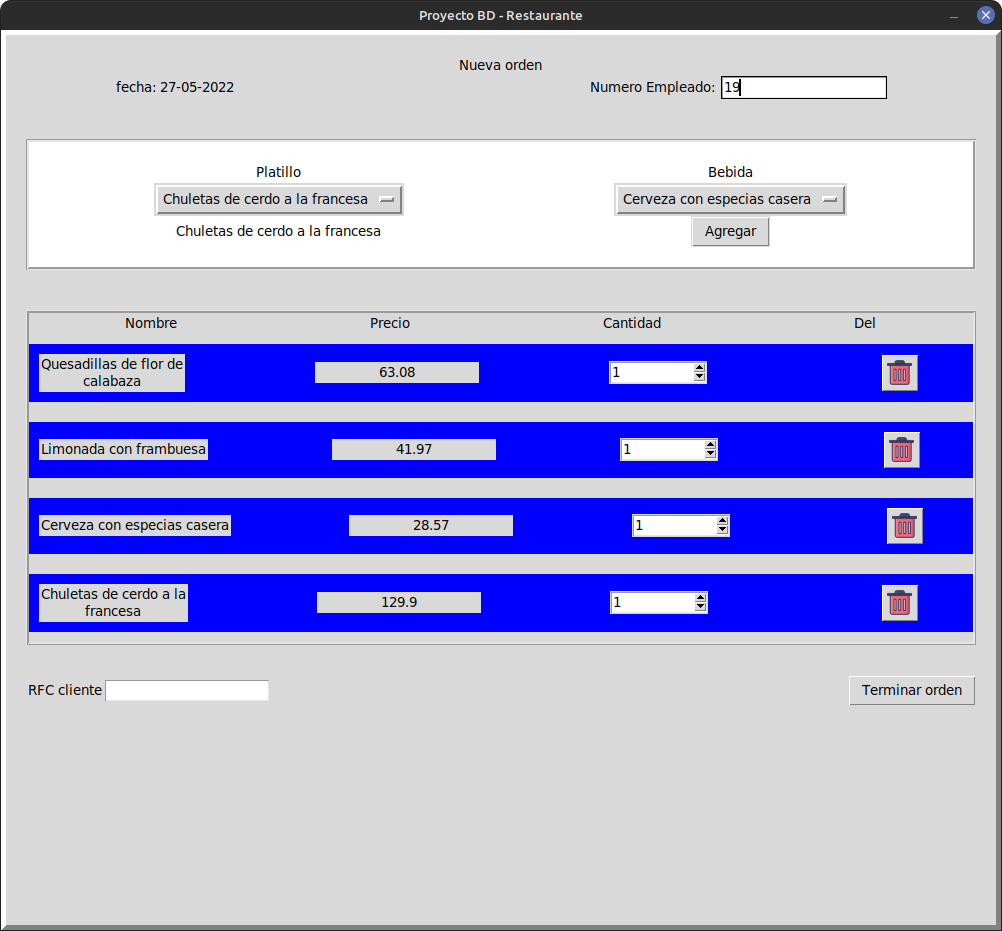 Proyecto BD - Restaurante
Nueva orden
fecha: 27-05-2022
Numero Empleado: 19
Platillo
Bebida
Chuletas de cerdo a la francesa
Cerveza con especias casera
Chuletas de cerdo a la francesa
Agregar
Nombre Precio Cantidad Del
Quesadillas de flor de
calabaza
63.08
1
Limonada con frambuesa
41.97
1
Cerveza con especias casera
28.57
1
Chuletas de cerdo a la
francesa
129.9
1
RFC cliente
Terminar orden